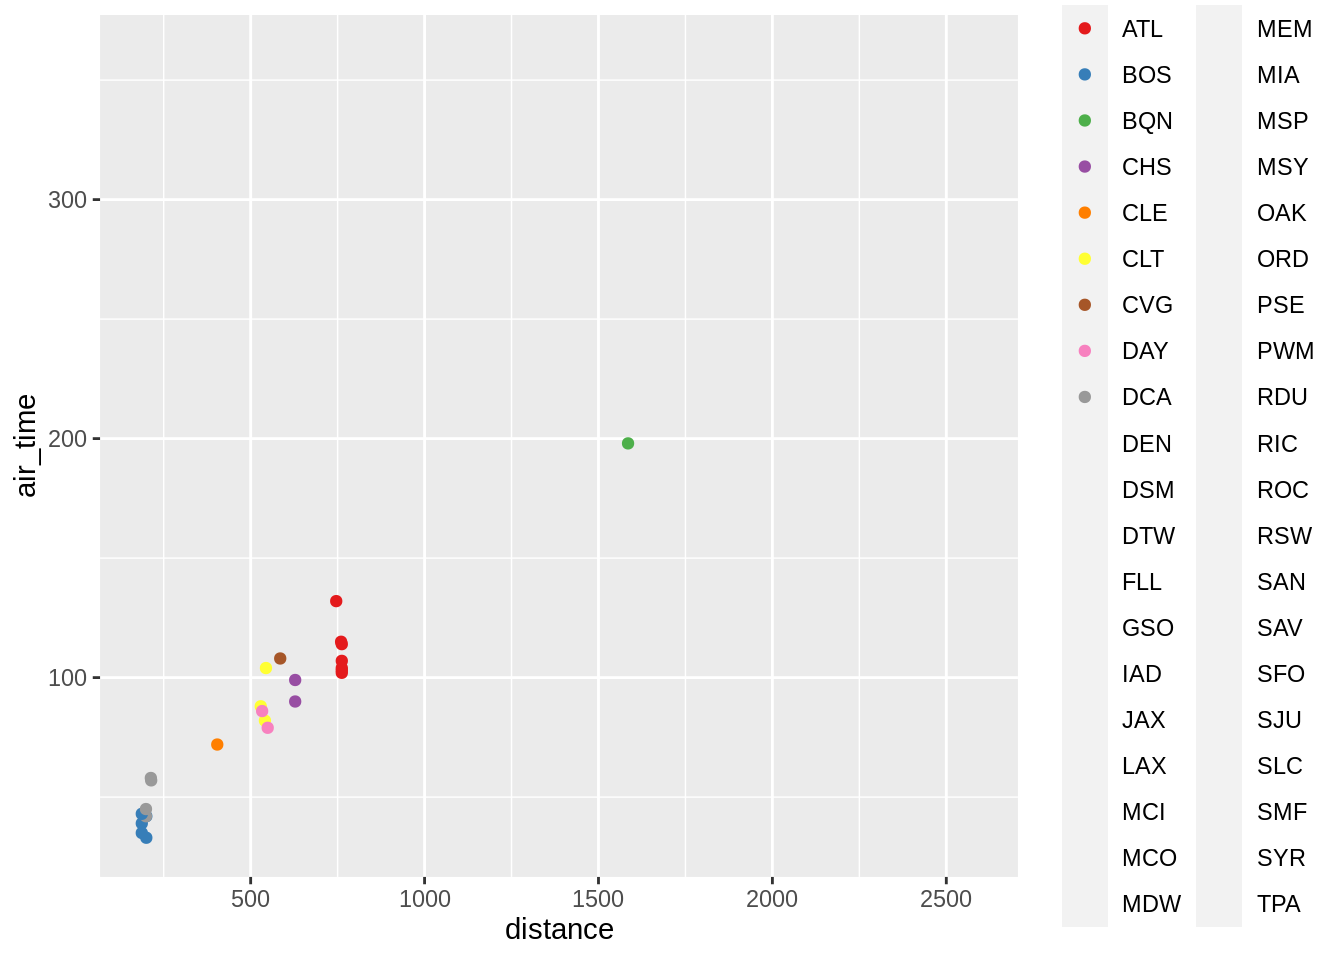 air_time
300
200
100
500
1000
1500
2000
2500
distance
ATL
BOS
BQN
CHS
CLE
CLT
CVG
DAY
DCA
DEN
DSM
DTW
FLL
GSO
IAD
JAX
LAX
MCI
MCO
MDW
MEM
MIA
MSP
MSY
OAK
ORD
PSE
PWM
RDU
RIC
ROC
RSW
SAN
SAV
SFO
SJU
SLC
SMF
SYR
TPA